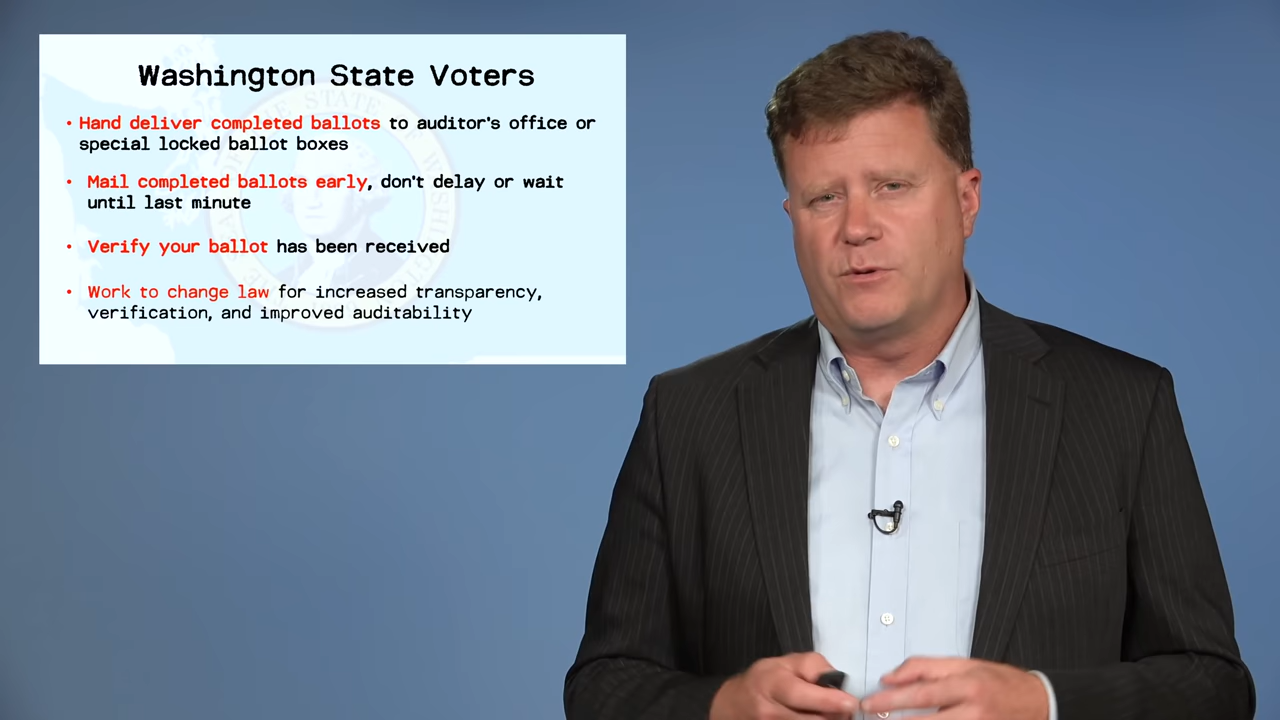 Washington State Voters
• Hand deliver completed ballots to auditor's office or
special locked ballot boxes
• Mail completed ballots early, don't delay or wait
until last minute
• Verify your ballot has been received
• Work to change law for increased transparency,
verification, and improved auditability